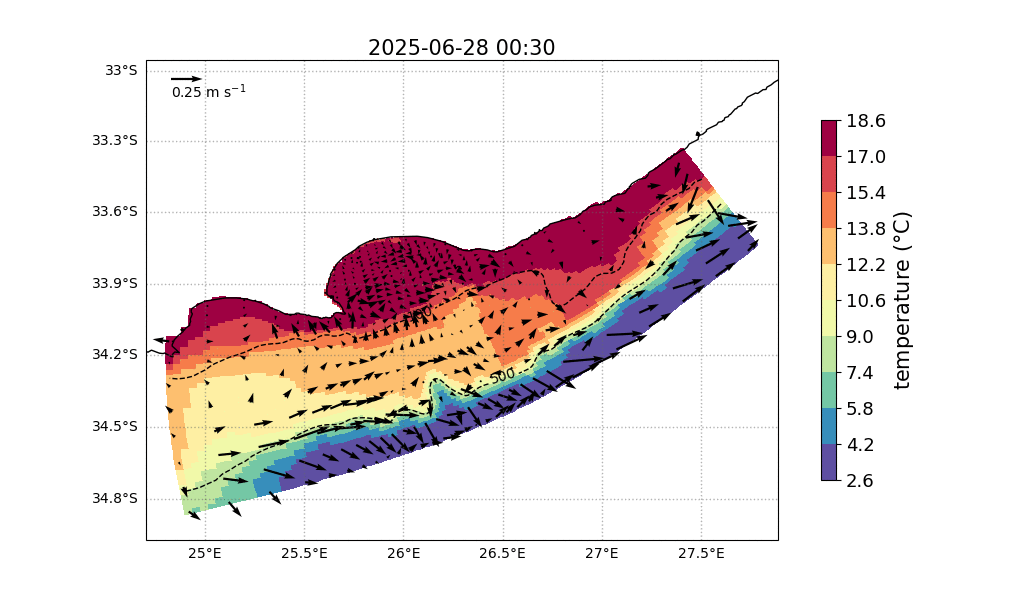 2025-06-28 00:30
0.25 m s⁻¹
33°S
33.3°S
33.6°S
33.9°S
34.2°S
34.5°S
34.8°S
25°E
25.5°E
26°E
26.5°E
27°E
27.5°E
500
18.6
17.0
15.4
13.8
12.2
10.6
9.0
7.4
5.8
4.2
2.6
temperature (°C)